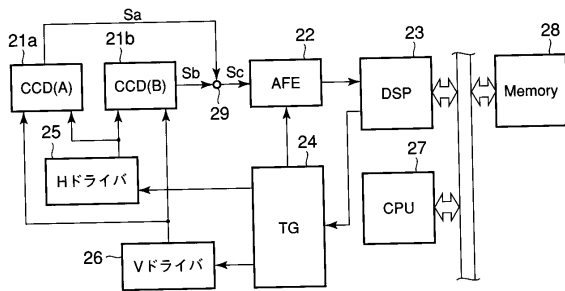 Sa
21a
21b
22
23
28
CCD(A)
CCD(B)
Sb
Sc
AFE
DSP
Memory
29
25
24
27
Hドライバ
TG
CPU
26
Vドライバ